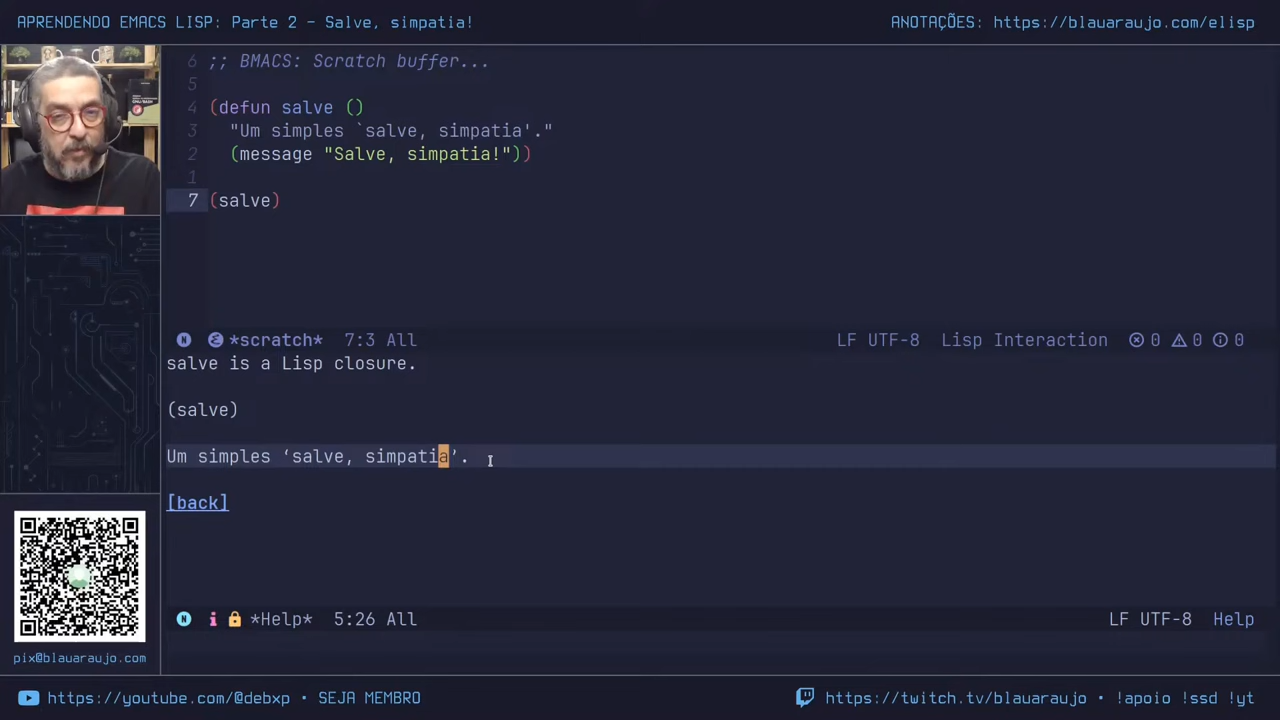 APRENDENDO EMACS LISP: Parte 2 - Salve, simpatia!
ANOTAÇÕES: https://blauaraujo.com/elisp
6 ;; BMACS: Scratch buffer...
5
4 (defun salve ()
3   "Um simples `salve, simpatia'."
2   (message "Salve, simpatia!"))
1
7 (salve)
N *scratch* 7:3 All LF UTF-8 Lisp Interaction 0 0 0
salve is a Lisp closure.
(salve)
Um simples ‘salve, simpatia’.
[back]
N i *Help* 5:26 All LF UTF-8 Help
pix@blauaraujo.com
https://youtube.com/@debxp • SEJA MEMBRO
https://twitch.tv/blauaraujo • !apoio !ssd !yt